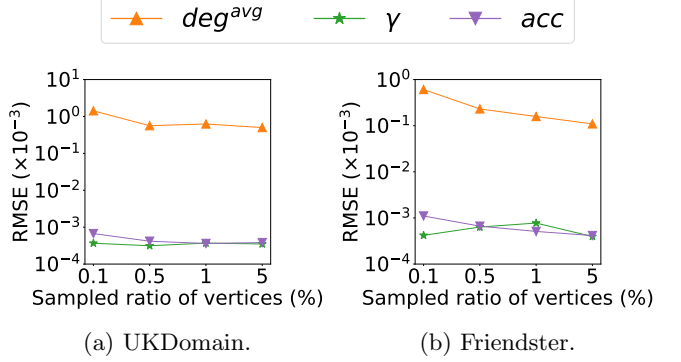 deg^avg γ acc
10^1
10^0
10^-1
10^-2
10^-3
10^-4
RMSE (×10^-3)
0.1 0.5 1 5
Sampled ratio of vertices (%)
(a) UKDomain.
10^0
10^-1
10^-3
10^-4
RMSE (×10^-3)
0.1 0.5 1 5
Sampled ratio of vertices (%)
(b) Friendster.